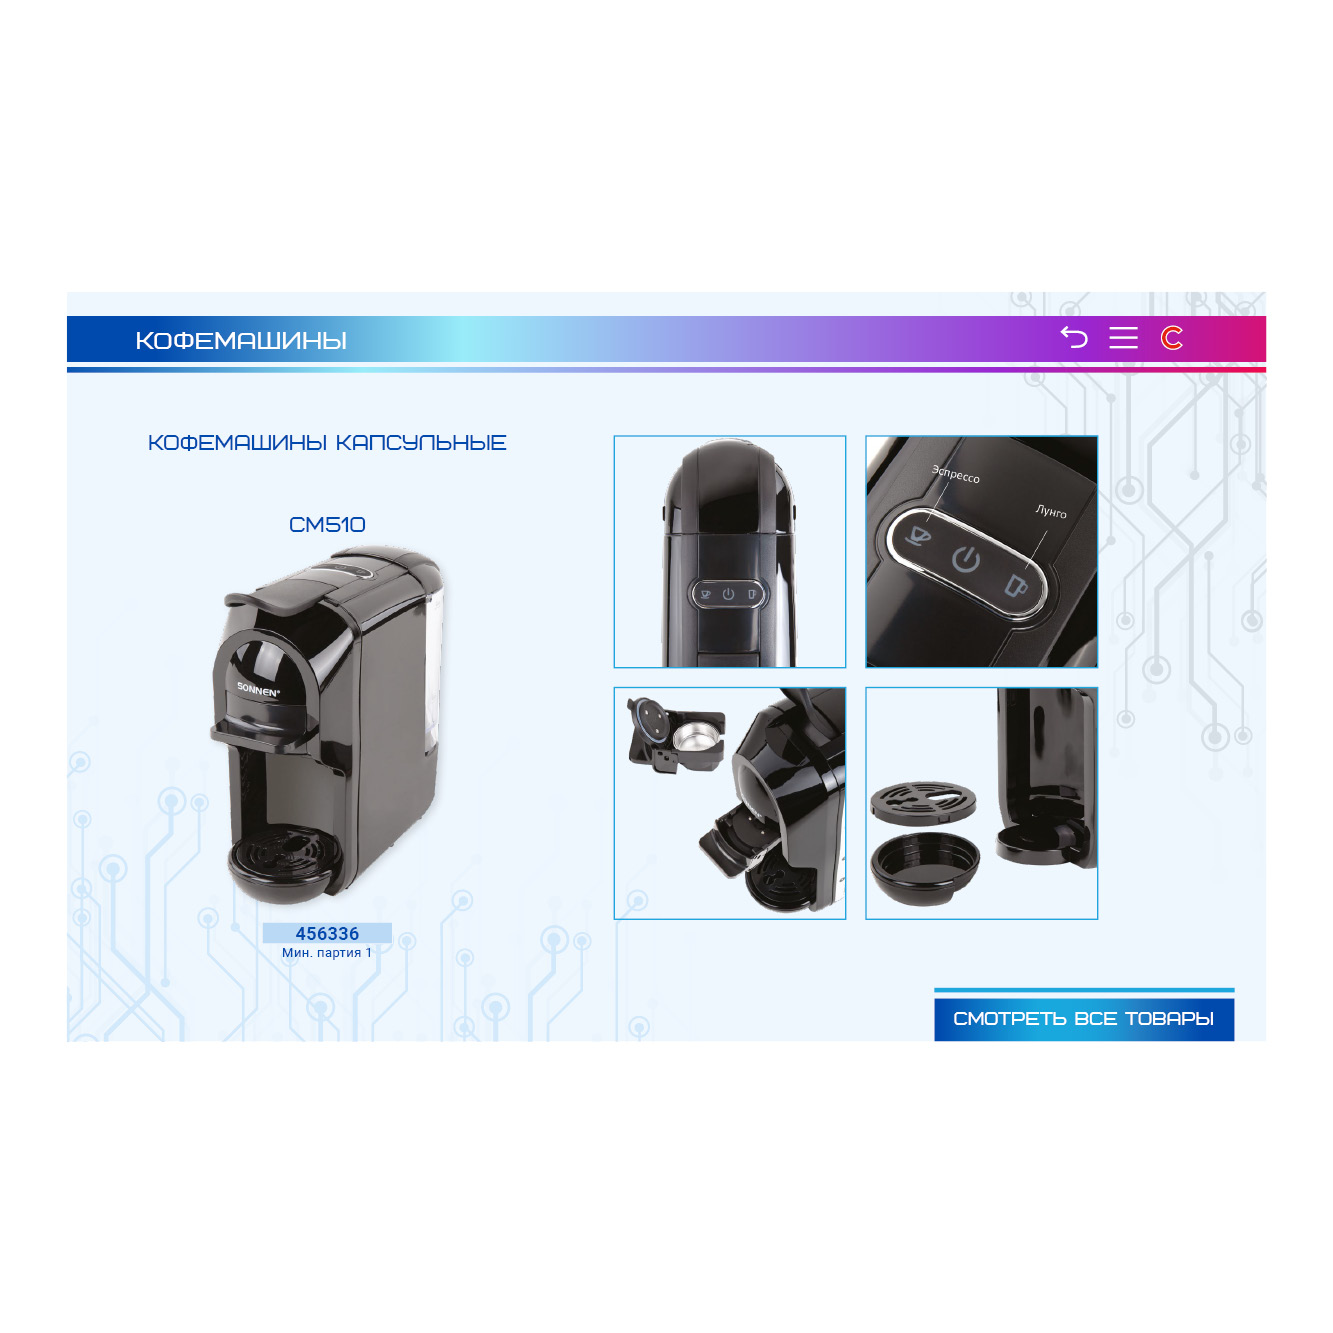 КОФЕМАШИНЫ
КОФЕМАШИНЫ КАПСУЛЬНЫЕ
CM510
SONNEN®
456336
Мин. партия 1
Эспрессо
Лунго
СМОТРЕТЬ ВСЕ ТОВАРЫ